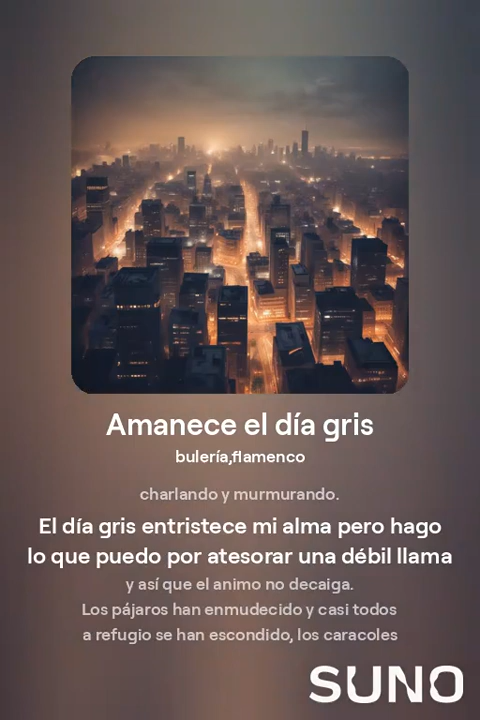 Amanece el día gris
bulería,flamenco
charlando y murmurando.
El día gris entristece mi alma pero hago
lo que puedo por atesorar una débil llama
y así que el animo no decaiga.
Los pájaros han enmudecido y casi todos
a refugio se han escondido, los caracoles
SUNO